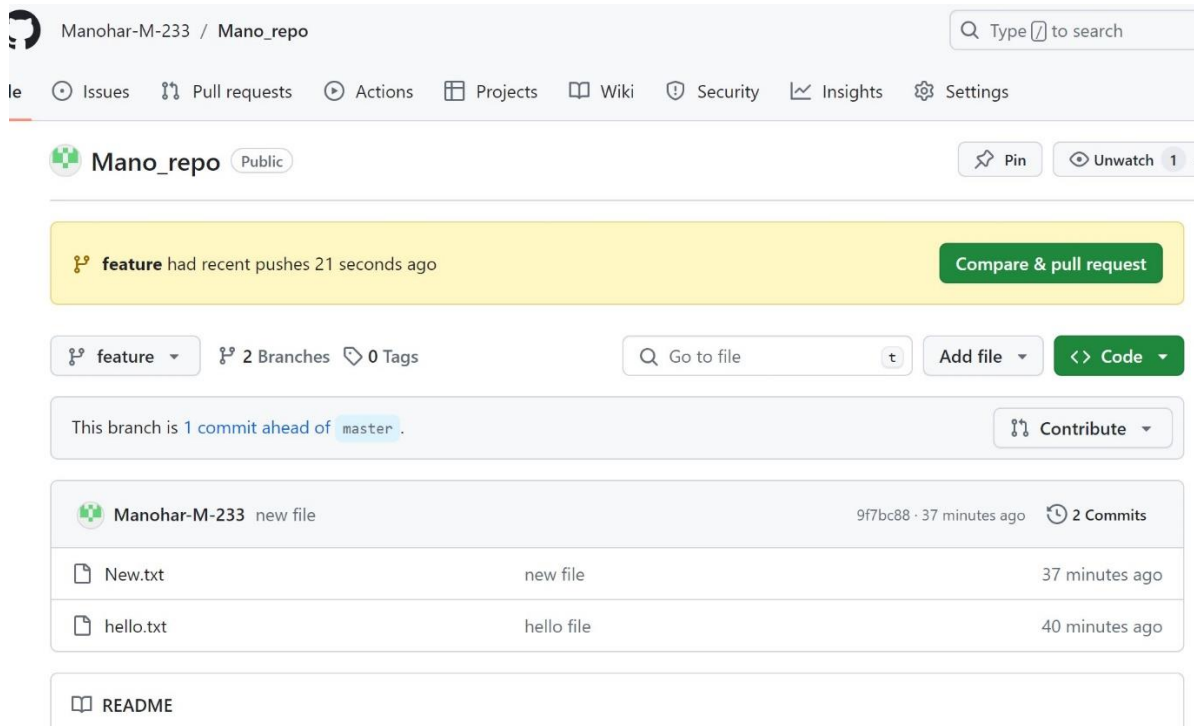 Manohar-M-233 / Mano_repo
Type / to search
le Issues Pull requests Actions Projects Wiki Security Insights Settings
Mano_repo Public
Pin Unwatch 1
feature had recent pushes 21 seconds ago Compare & pull request
feature 2 Branches 0 Tags Go to file t Add file <> Code
This branch is 1 commit ahead of master . Contribute
Manohar-M-233 new file 9f7bc88 · 37 minutes ago 2 Commits
New.txt new file 37 minutes ago
hello.txt hello file 40 minutes ago
README